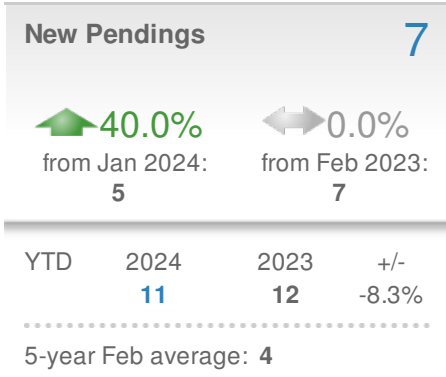 New Pendings 7
40.0% 0.0%
from Jan 2024: from Feb 2023:
5 7
YTD 2024 2023 +/-
11 12 -8.3%
5-year Feb average: 4